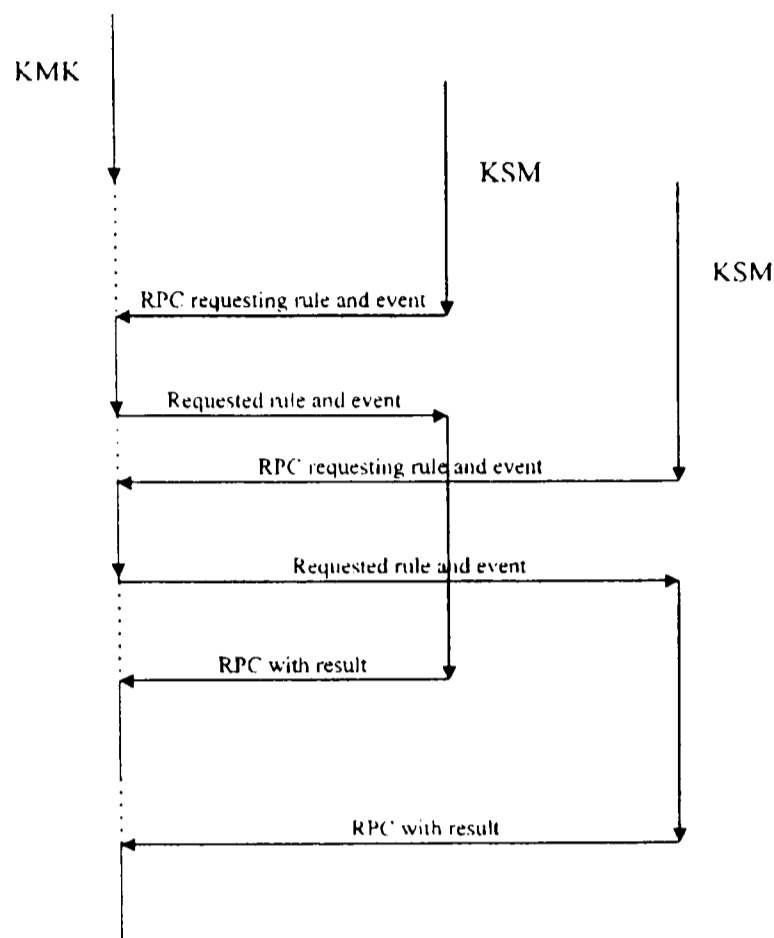 KMK
KSM
KSM
RPC requesting rule and event
Requested rule and event
RPC requesting rule and event
Requested rule and event
RPC with result
RPC with result